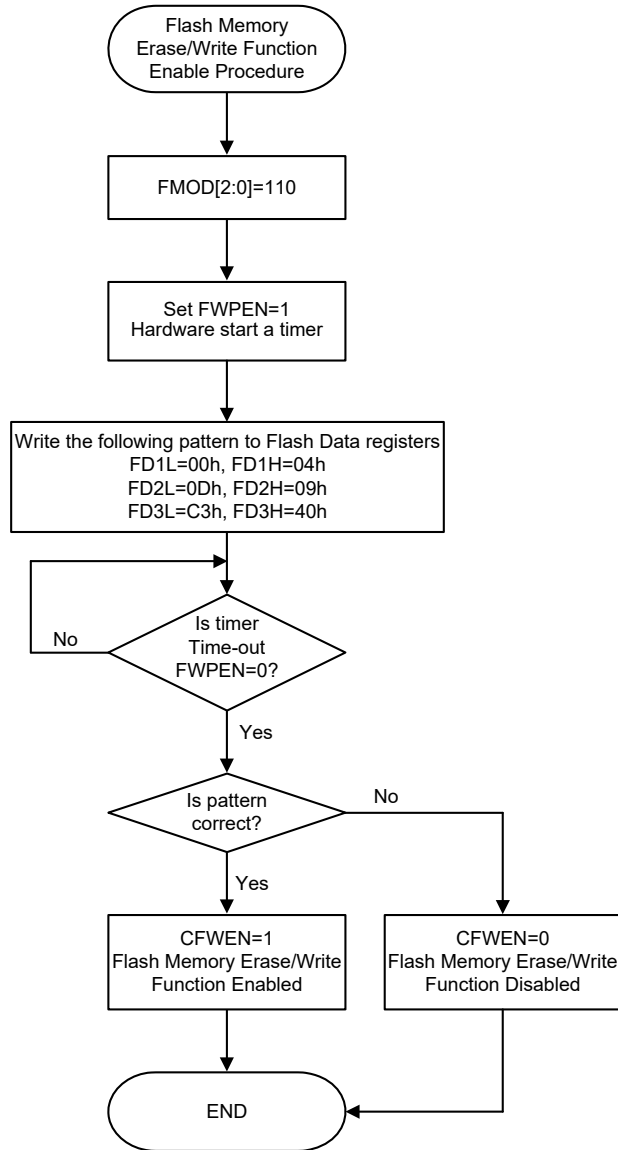 Flash Memory
Erase/Write Function
Enable Procedure
FMOD[2:0]=110
Set FWPEN=1
Hardware start a timer
Write the following pattern to Flash Data registers
FD1L=00h, FD1H=04h
FD2L=0Dh, FD2H=09h
FD3L=C3h, FD3H=40h
Is timer
Time-out
FWPEN=0?
No
Yes
Is pattern
correct?
No
Yes
CFWEN=1
Flash Memory Erase/Write
Function Enabled
CFWEN=0
Flash Memory Erase/Write
Function Disabled
END